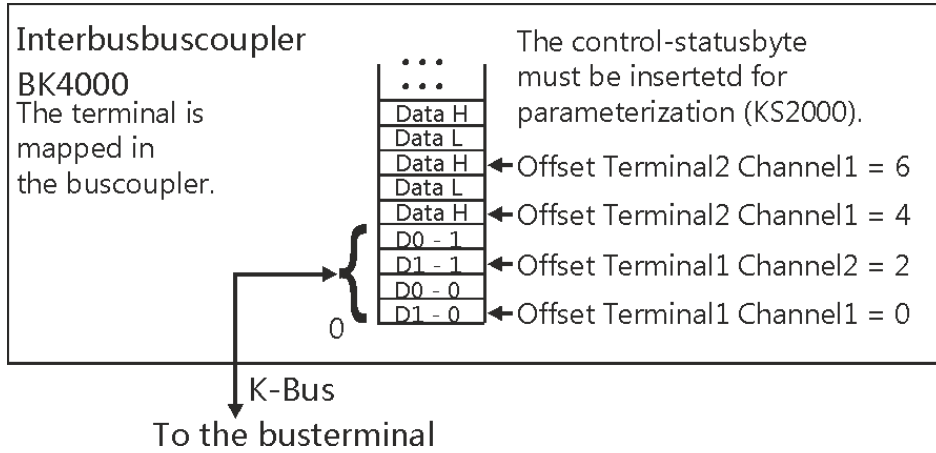 Interbusbuscoupler
BK4000
The terminal is
mapped in
the buscoupler.
The control-statusbyte
must be insertetd for
parameterization (KS2000).
...
...
Data H
Data L
Data H
Offset Terminal2 Channel1 = 6
Data L
Data H
Offset Terminal2 Channel1 = 4
D0 - 1
D1 - 1
Offset Terminal1 Channel2 = 2
D0 - 0
D1 - 0
Offset Terminal1 Channel1 = 0
0
K-Bus
To the busterminal